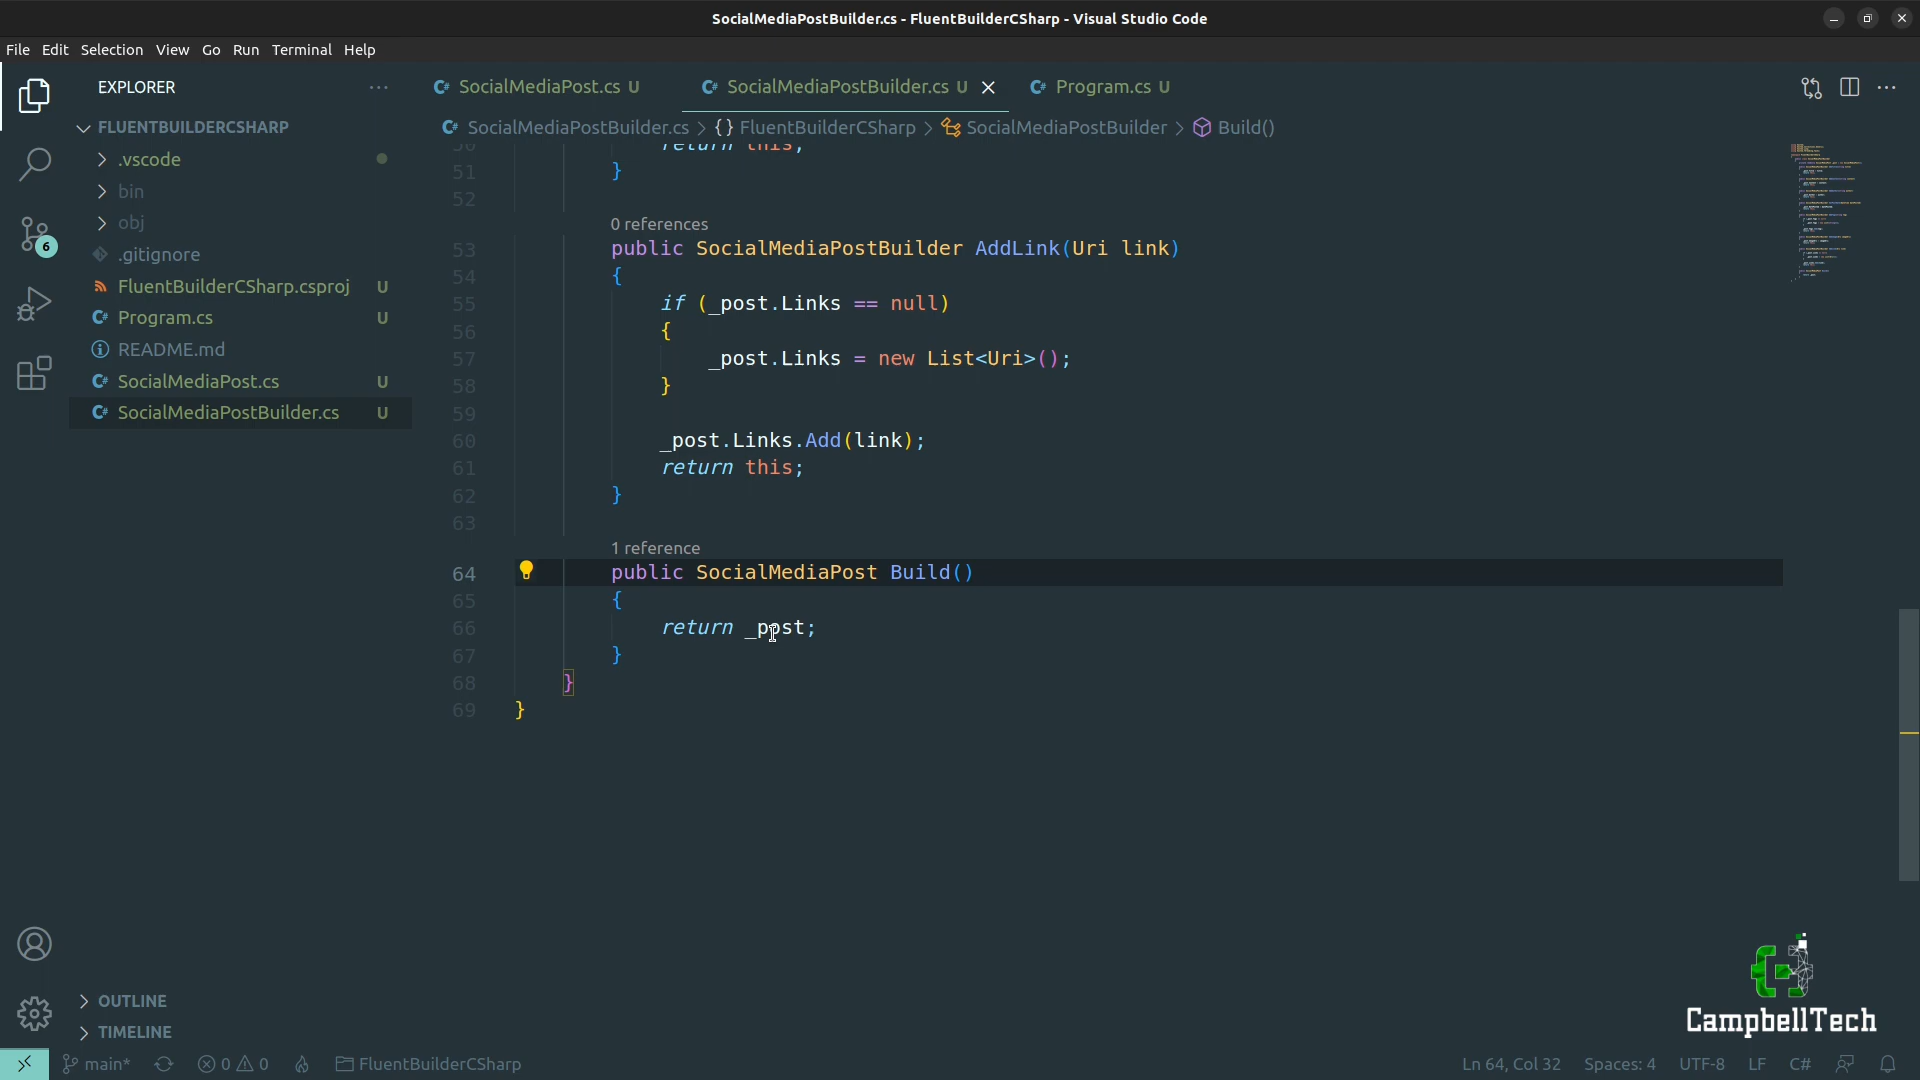 SocialMediaPostBuilder.cs - FluentBuilderCSharp - Visual Studio Code
File Edit Selection View Go Run Terminal Help
EXPLORER
SocialMediaPost.cs U
SocialMediaPostBuilder.cs U
Program.cs U
FLUENTBUILDERCSHARP
SocialMediaPostBuilder.cs > {} FluentBuilderCSharp > SocialMediaPostBuilder > Build()
.vscode
bin
obj
.gitignore
FluentBuilderCSharp.csproj U
Program.cs U
README.md
SocialMediaPost.cs U
SocialMediaPostBuilder.cs U
50 return this;
51 }
52
0 references
53 public SocialMediaPostBuilder AddLink(Uri link)
54 {
55 if (_post.Links == null)
56 {
57 _post.Links = new List<Uri>();
58 }
59
60 _post.Links.Add(link);
61 return this;
62 }
63
1 reference
64 public SocialMediaPost Build()
65 {
66 return _post;
67 }
68 }
69 }
6
OUTLINE
TIMELINE
CampbellTech
main* 0 0 FluentBuilderCSharp Ln 64, Col 32 Spaces: 4 UTF-8 LF C#